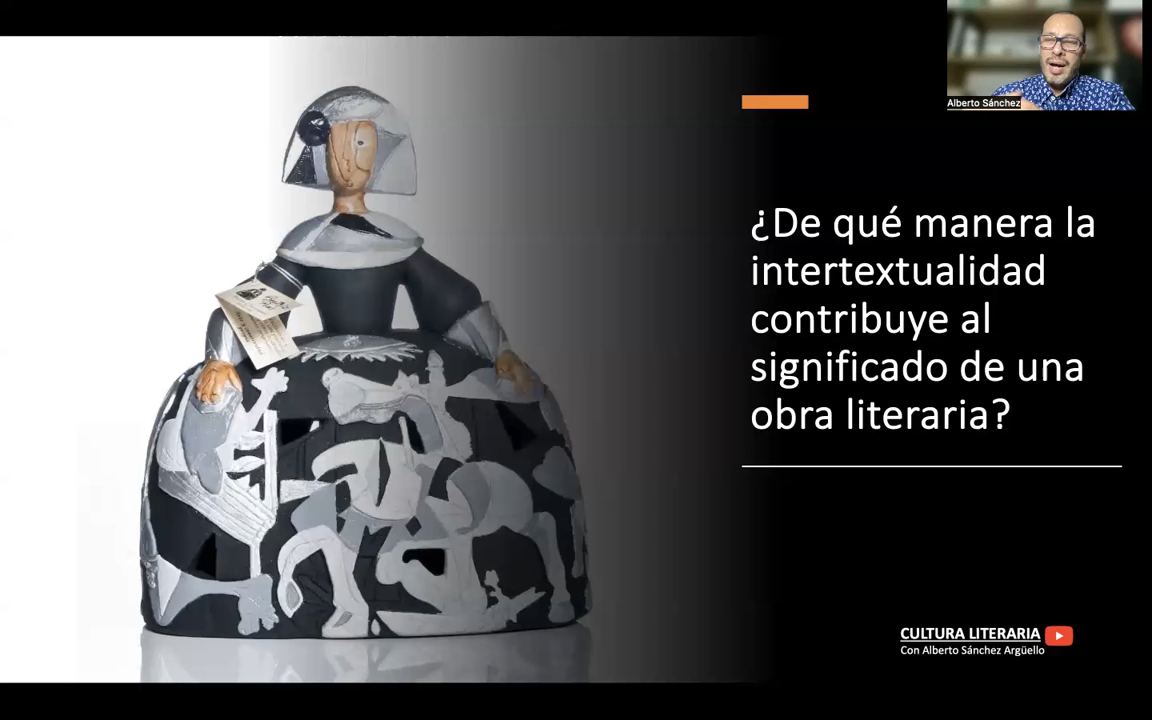 Alberto Sánchez
¿De qué manera la
intertextualidad
contribuye al
significado de una
obra literaria?
CULTURA LITERARIA
Con Alberto Sánchez Argüello